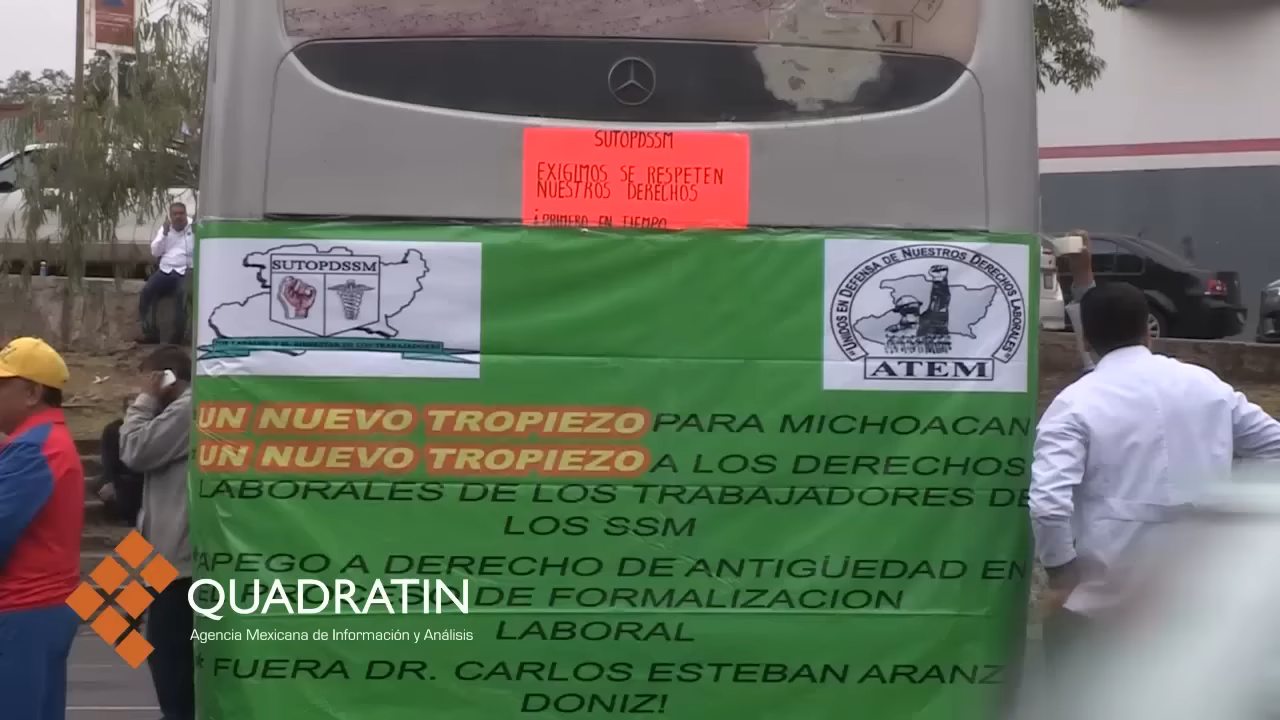 SUTOPDSSM
EXIGIMOS SE RESPETEN
NUESTROS DERECHOS
¡PRIMERO EN TIEMPO
SUTOPDSSM
"UNIDOS EN DEFENSA DE NUESTROS DERECHOS LABORALES"
ATEM
UN NUEVO TROPIEZO PARA MICHOACAN
UN NUEVO TROPIEZO A LOS DERECHOS
LABORALES DE LOS TRABAJADORES DE
LOS SSM
*APEGO A DERECHO DE ANTIGÜEDAD EN
DE FORMALIZACION
LABORAL
* FUERA DR. CARLOS ESTEBAN ARANZ
DONIZ!
QUADRATIN
Agencia Mexicana de Información y Análisis